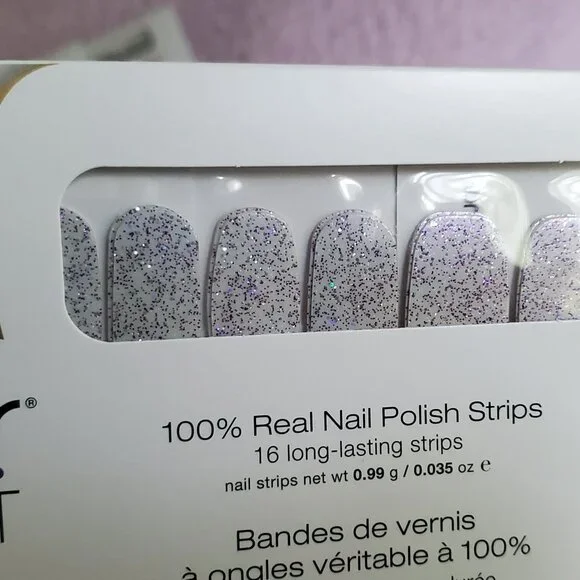 100% Real Nail Polish Strips
16 long-lasting strips
nail strips net wt 0.99 g / 0.035 oz ℮
Bandes de vernis
à ongles véritable à 100%